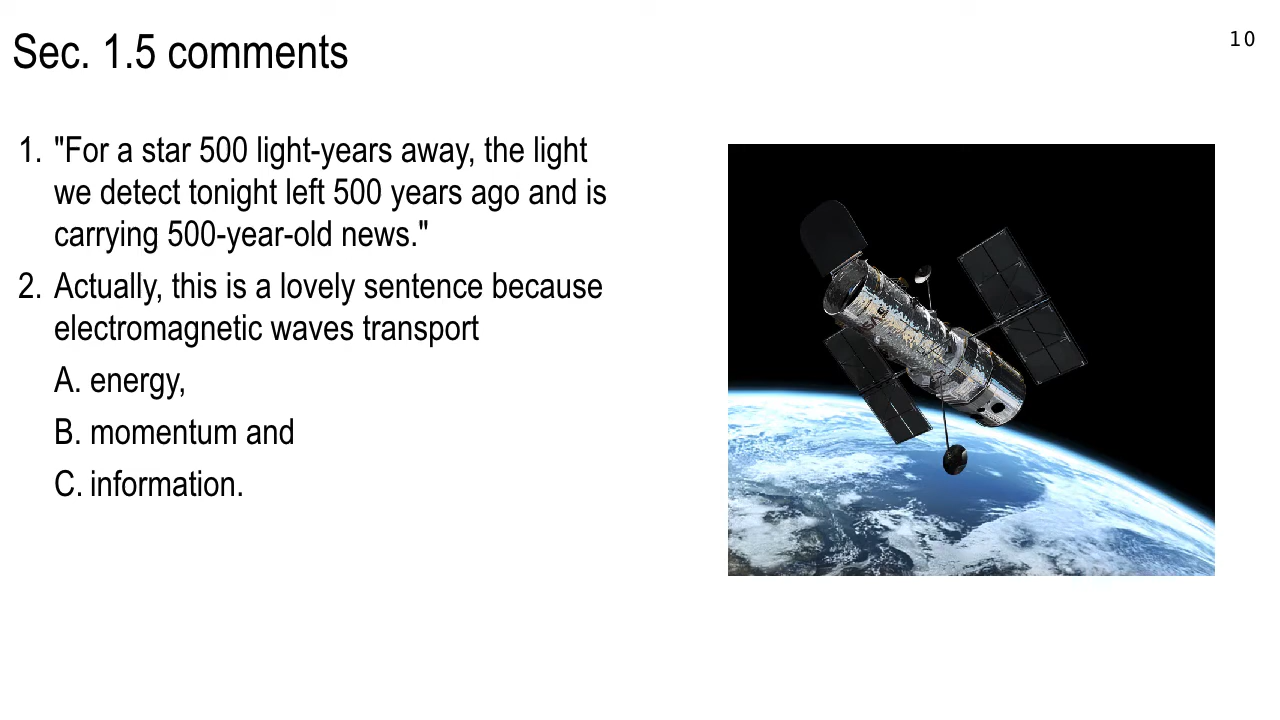 Sec. 1.5 comments
10
1. "For a star 500 light-years away, the light
we detect tonight left 500 years ago and is
carrying 500-year-old news."
2. Actually, this is a lovely sentence because
electromagnetic waves transport
A. energy,
B. momentum and
C. information.